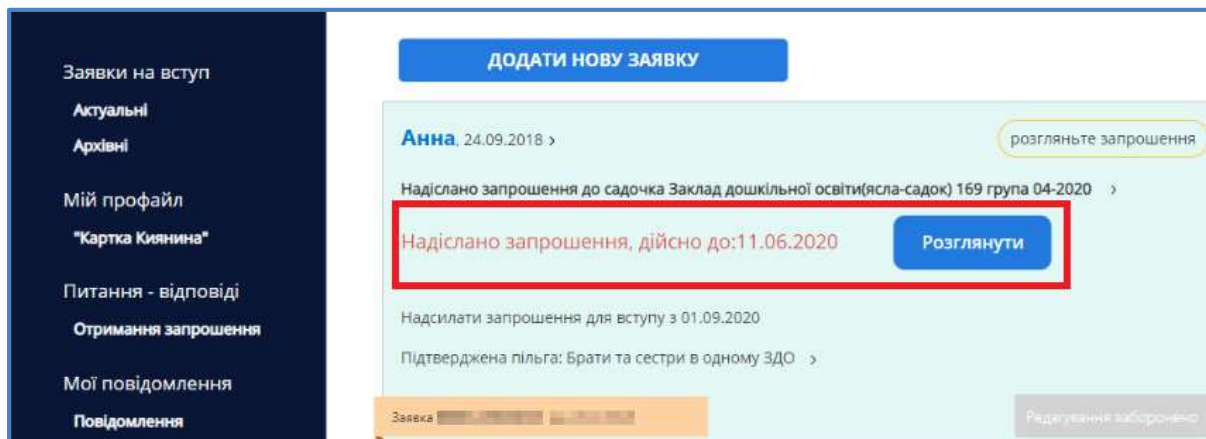 Заявки на вступ
Актуальні
Архівні
Мій профайл
"Картка Киянина"
Питання - відповіді
Отримання запрошення
Мої повідомлення
Повідомлення
ДОДАТИ НОВУ ЗАЯВКУ
Анна, 24.09.2018 ›
розгляньте запрошення
Надіслано запрошення до садочка Заклад дошкільної освіти(ясла-садок) 169 група 04-2020 ›
Надіслано запрошення, дійсно до:11.06.2020
Розглянути
Надсилати запрошення для вступу з 01.09.2020
Підтверджена пільга: Брати та сестри в одному ЗДО ›
Заявка
Редагування заборонено